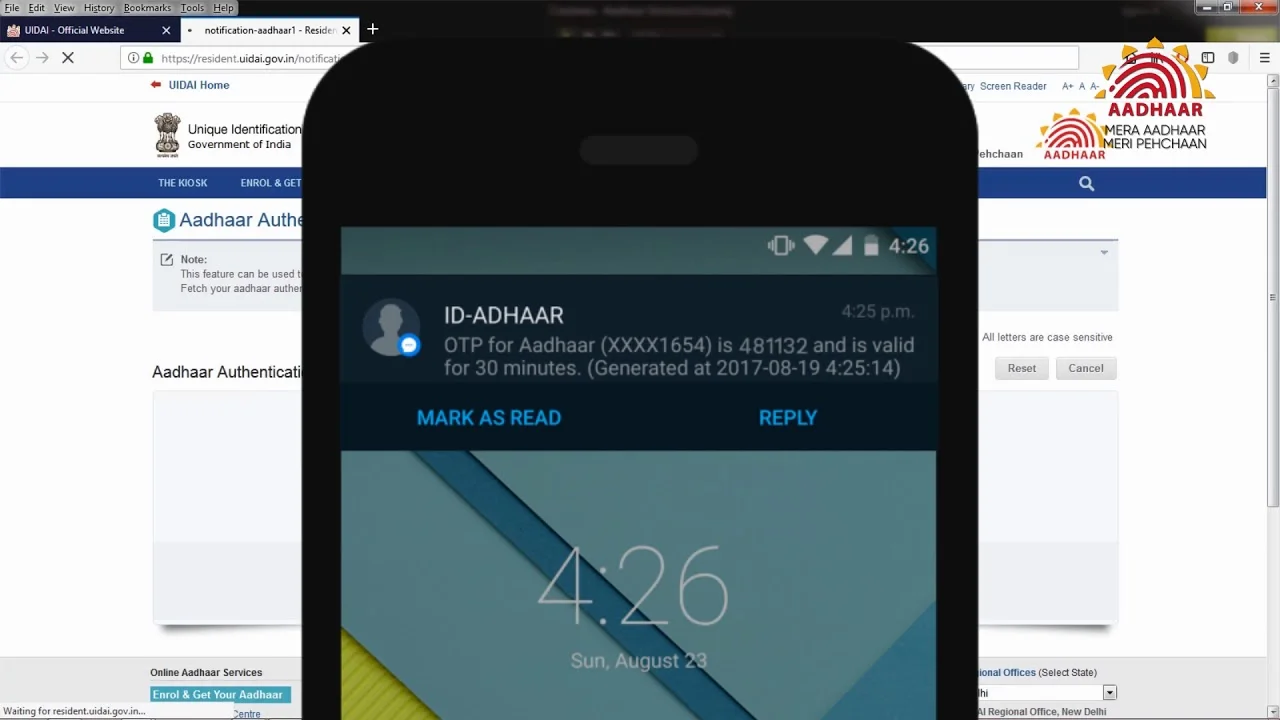 File Edit View History Bookmarks Tools Help
UIDAI - Official Website
notification-aadhaar1 - Residen
https://resident.uidai.gov.in/notificati
UIDAI Home
Screen Reader A+ A A-
Unique Identification
Government of India
AADHAAR
MERA AADHAAR
MERI PEHCHAAN
ehchaan
AADHAAR
THE KIOSK ENROL & GET
Aadhaar Authe
4:26
Note:
This feature can be used t
Fetch your aadhaar authen
ID-ADHAAR 4:25 p.m.
OTP for Aadhaar (XXXX1654) is 481132 and is valid
for 30 minutes. (Generated at 2017-08-19 4:25:14)
All letters are case sensitive
Aadhaar Authenticati
Reset Cancel
MARK AS READ REPLY
4:26
Sun, August 23
Online Aadhaar Services
ional Offices (Select State)
Enrol & Get Your Aadhaar
lhi
Centre
AI Regional Office, New Delhi
Waiting for resident.uidai.gov.in...